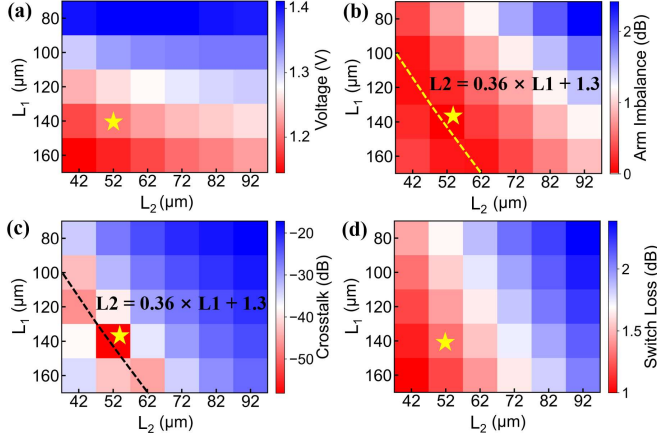 (a)
80
100
120
140
160
L₁ (μm)
42 52 62 72 82 92
L₂ (μm)
1.4
1.3
1.2
Voltage (V)
(b)
80
100
120
140
160
L₁ (μm)
L2 = 0.36 × L1 + 1.3
42 52 62 72 82 92
L₂ (μm)
2
1
0
Arm Imbalance (dB)
(c)
80
100
120
140
160
L₁ (μm)
L2 = 0.36 × L1 + 1.3
42 52 62 72 82 92
L₂ (μm)
−20
−30
−40
−50
Crosstalk (dB)
(d)
80
100
120
140
160
L₁ (μm)
42 52 62 72 82 92
L₂ (μm)
2
1.5
1
Switch Loss (dB)